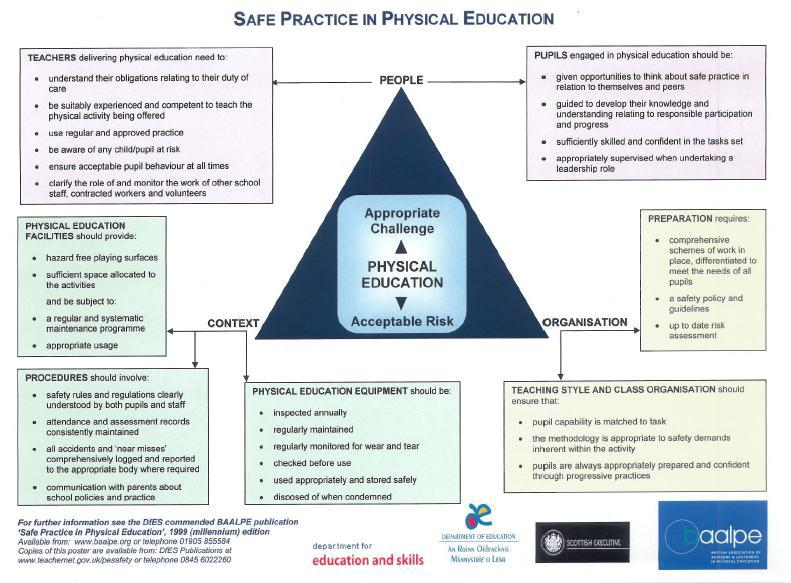 SAFE PRACTICE IN PHYSICAL EDUCATION
TEACHERS delivering physical education need to:
• understand their obligations relating to their duty of
care
• be suitably experienced and competent to teach the
physical activity being offered
• use regular and approved practice
• be aware of any child/pupil at risk
• ensure acceptable pupil behaviour at all times
• clarify the role of and monitor the work of other school
staff, contracted workers and volunteers
PEOPLE
PUPILS engaged in physical education should be:
• given opportunities to think about safe practice in
relation to themselves and peers
• guided to develop their knowledge and
understanding relating to responsible participation
and progress
• sufficiently skilled and confident in the tasks set
• appropriately supervised when undertaking a
leadership role
Appropriate
Challenge
PHYSICAL
EDUCATION
Acceptable Risk
PHYSICAL EDUCATION
FACILITIES should provide:
• hazard free playing surfaces
• sufficient space allocated to
the activities
and be subject to:
• a regular and systematic
maintenance programme
• appropriate usage
CONTEXT
ORGANISATION
PREPARATION requires:
• comprehensive
schemes of work in
place, differentiated to
meet the needs of all
pupils
• a safety policy and
guidelines
• up to date risk
assessment
PROCEDURES should involve:
• safety rules and regulations clearly
understood by both pupils and staff
• attendance and assessment records
consistently maintained
• all accidents and 'near misses'
comprehensively logged and reported
to the appropriate body where required
• communication with parents about
school policies and practice
PHYSICAL EDUCATION EQUIPMENT should be:
• inspected annually
• regularly maintained
• regularly monitored for wear and tear
• checked before use
• used appropriately and stored safely
• disposed of when condemned
TEACHING STYLE AND CLASS ORGANISATION should
ensure that:
• pupil capability is matched to task
• the methodology is appropriate to safety demands
inherent within the activity
• pupils are always appropriately prepared and confident
through progressive practices
For further information see the DfES commended BAALPE publication
'Safe Practice in Physical Education', 1999 (millennium) edition
Available from: www.baalpe.org or telephone 01905 855584
Copies of this poster are available from: DfES Publications at
www.teachernet.gov.uk/pesafety or telephone 0845 6022260
department for
education and skills
DEPARTMENT OF EDUCATION
AN ROINN OIDEACHAIS
MÄNNYSTRIE O LEAR
SCOTTISH EXECUTIVE
baalpe
BRITISH ASSOCIATION OF
ADVISERS & LECTURERS
IN PHYSICAL EDUCATION